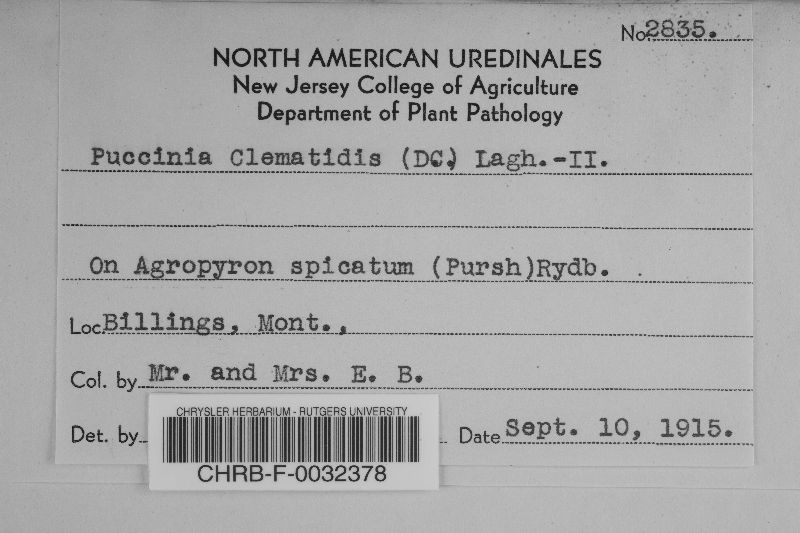 No. 2835.
NORTH AMERICAN UREDINALES
New Jersey College of Agriculture
Department of Plant Pathology
Puccinia Clematidis (DC.) Lagh.-II.
On Agropyron spicatum (Pursh)Rydb.
Loc Billings, Mont.,
Col. by Mr. and Mrs. E. B.
CHRYSLER HERBARIUM - RUTGERS UNIVERSITY
Det. by Date Sept. 10, 1915.
CHRB-F-0032378